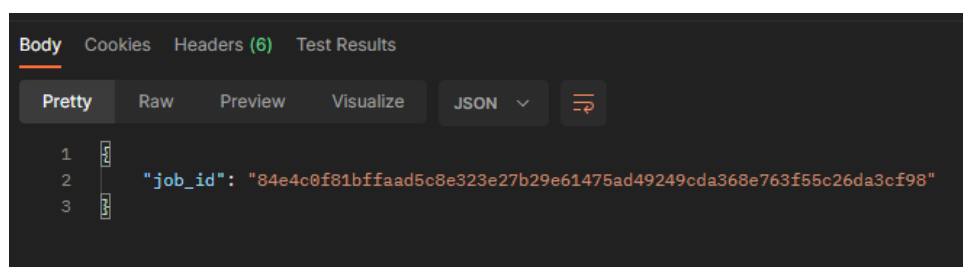 Body Cookies Headers (6) Test Results
Pretty Raw Preview Visualize JSON
1 {
2 "job_id": "84e4c0f81bffaad5c8e323e27b29e61475ad49249cda368e763f55c26da3cf98"
3 }